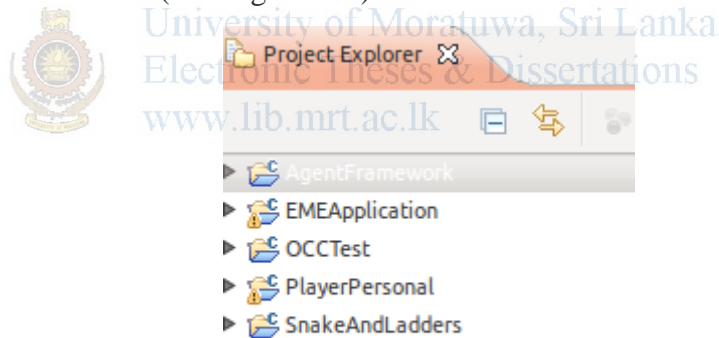 University of Moratuwa, Sri Lanka
Project Explorer
Electronic Theses & Dissertations
www.lib.mrt.ac.lk
AgentFramework
EMEApplication
OCCTest
PlayerPersonal
SnakeAndLadders